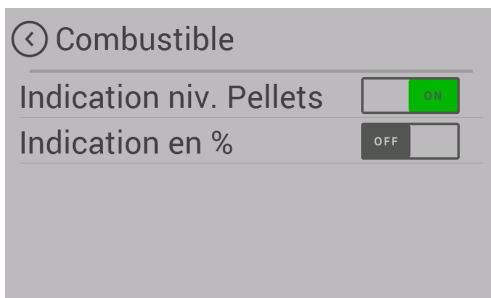 Combustible
Indication niv. Pellets
ON
Indication en %
OFF